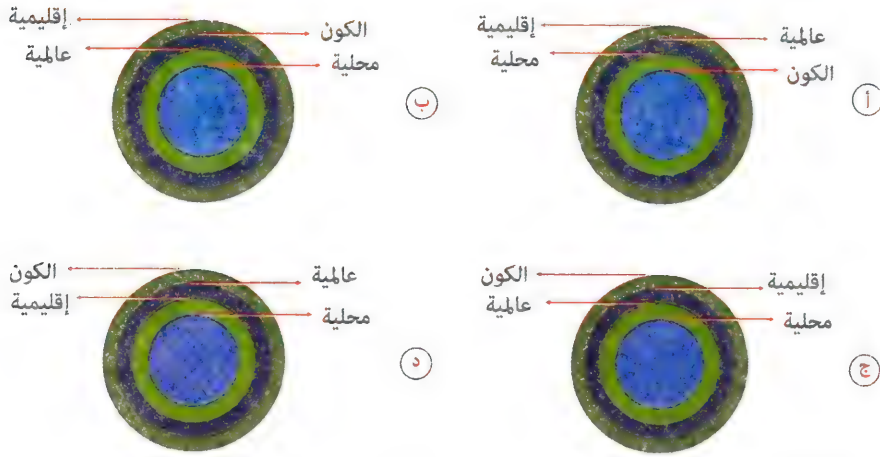 إقليمية
عالمية
محلية
الكون
أ
إقليمية
الكون
عالمية
محلية
ب
الكون
إقليمية
عالمية
محلية
ج
الكون
عالمية
إقليمية
محلية
د